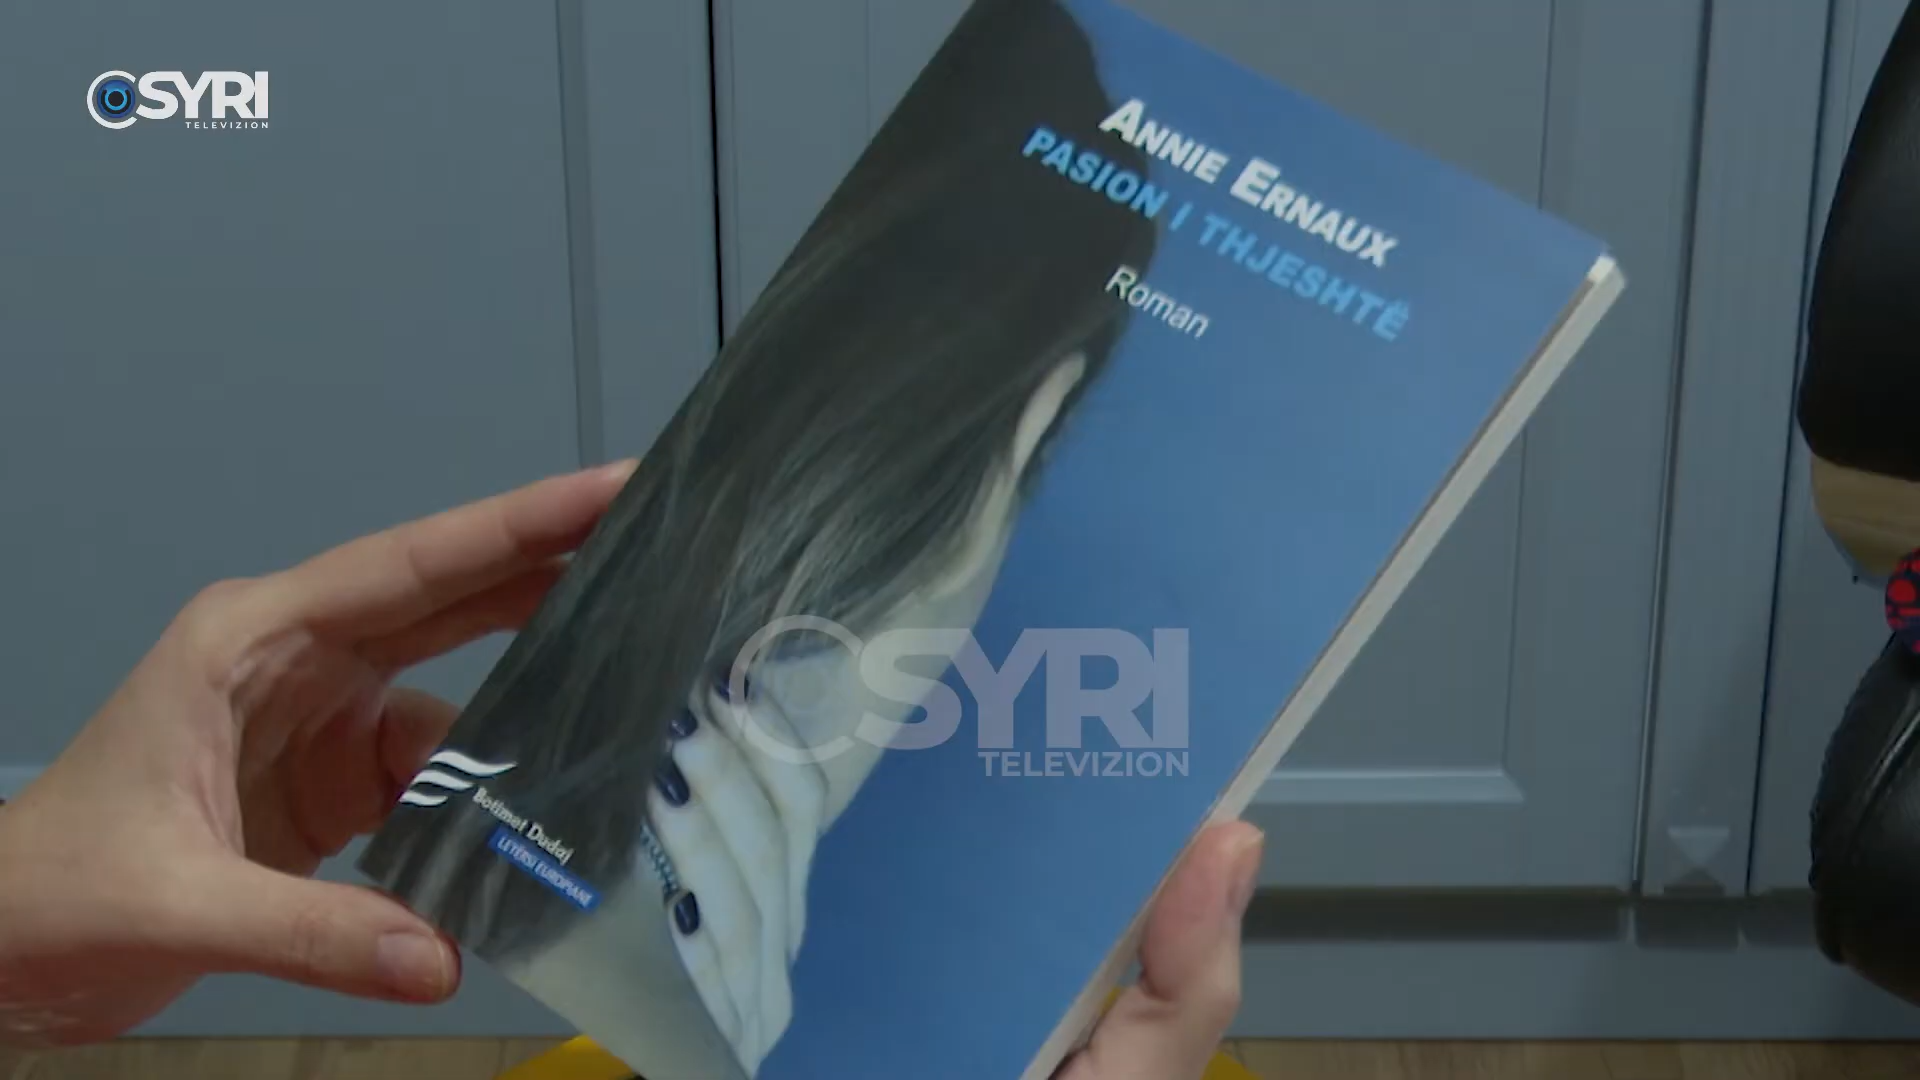 SYRI
TELEVIZION
ANNIE ERNAUX
PASION I THJESHTË
Roman
SYRI
TELEVIZION
Botimet Dudaj
LETËRSI EUROPIANE